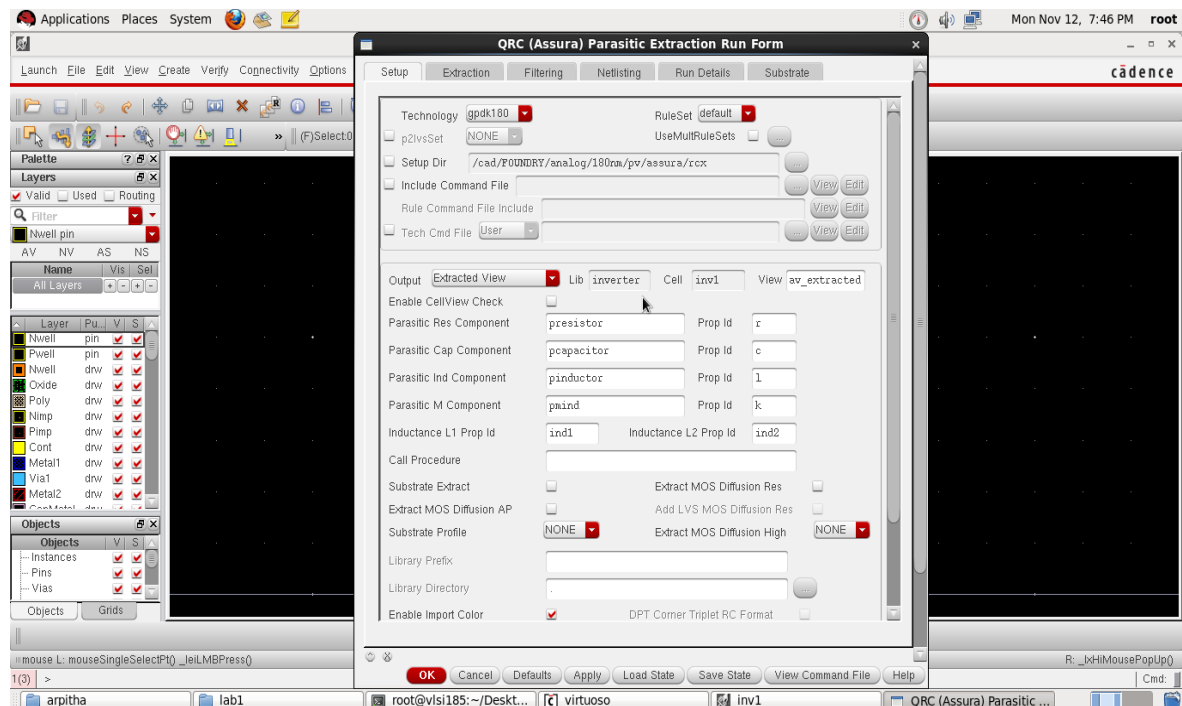 Applications Places System Mon Nov 12, 7:46 PM root
QRC (Assura) Parasitic Extraction Run Form
Launch File Edit View Create Verify Connectivity Options
cādence
(F)Select:0
Palette
Layers
Valid Used Routing
Filter
Nwell pin
AV NV AS NS
Name Vis Sel
All Layers + - + -
Layer Pu... V S
Nwell pin
Pwell pin
Nwell drw
Oxide drw
Poly drw
Nimp drw
Pimp drw
Cont drw
Metal1 drw
Via1 drw
Metal2 drw
CapMetal drw
Objects
Objects V S
Instances
Pins
Vias
Objects Grids
Setup Extraction Filtering Netlisting Run Details Substrate
Technology gpdk180 RuleSet default
p2lvsSet NONE UseMultRuleSets ...
Setup Dir /cad/FOUNDRY/analog/180nm/pv/assura/rcx ...
Include Command File ... View Edit
Rule Command File Include View Edit
Tech Cmd File User ... View Edit
Output Extracted View Lib inverter Cell inv1 View av_extracted
Enable CellView Check
Parasitic Res Component presistor Prop Id r
Parasitic Cap Component pcapacitor Prop Id c
Parasitic Ind Component pinductor Prop Id l
Parasitic M Component pmind Prop Id k
Inductance L1 Prop Id ind1 Inductance L2 Prop Id ind2
Call Procedure
Substrate Extract Extract MOS Diffusion Res
Extract MOS Diffusion AP Add LVS MOS Diffusion Res
Substrate Profile NONE Extract MOS Diffusion High NONE
Library Prefix
Library Directory . ...
Enable Import Color DPT Corner Triplet RC Format
OK Cancel Defaults Apply Load State Save State View Command File Help
mouse L: mouseSingleSelectPt() _leiLMBPress() R: _lxHiMousePopUp()
1(3) > Cmd:
arpitha lab1 root@vlsi185:~/Deskt... virtuoso inv1 QRC (Assura) Parasitic ...